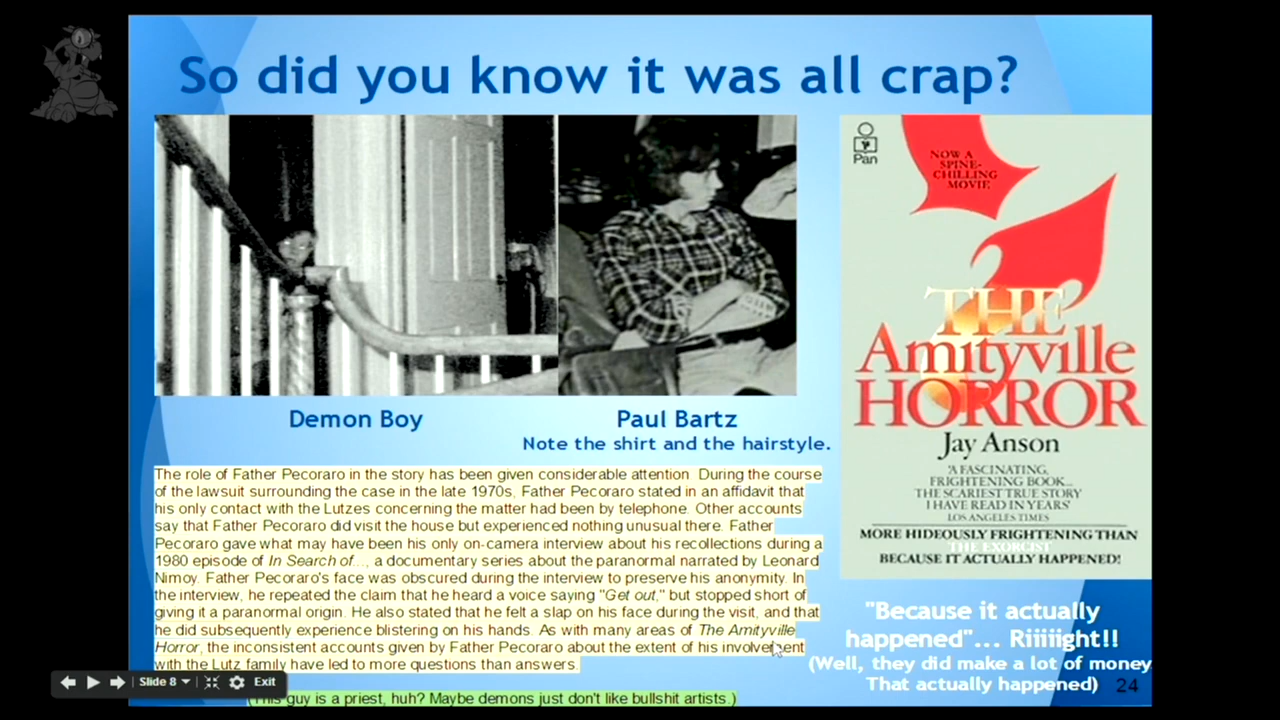 So did you know it was all crap?
Demon Boy
Paul Bartz
Note the shirt and the hairstyle.
The role of Father Pecoraro in the story has been given considerable attention. During the course
of the lawsuit surrounding the case in the late 1970s, Father Pecoraro stated in an affidavit that
his only contact with the Lutzes concerning the matter had been by telephone. Other accounts
say that Father Pecoraro did visit the house but experienced nothing unusual there. Father
Pecoraro gave what may have been his only on-camera interview about his recollections during a
1980 episode of In Search of..., a documentary series about the paranormal narrated by Leonard
Nimoy. Father Pecoraro's face was obscured during the interview to preserve his anonymity. In
the interview, he repeated the claim that he heard a voice saying "Get out," but stopped short of
giving it a paranormal origin. He also stated that he felt a slap on his face during the visit, and that
he did subsequently experience blistering on his hands. As with many areas of The Amityville
Horror, the inconsistent accounts given by Father Pecoraro about the extent of his involvement
with the Lutz family have led to more questions than answers.
(This guy is a priest, huh? Maybe demons just don't like bullshit artists.)
Pan
NOW A
SPINE-
CHILLING
MOVIE
THE
Amityville
HORROR
Jay Anson
'A FASCINATING,
FRIGHTENING BOOK...
THE SCARIEST TRUE STORY
I HAVE READ IN YEARS'
LOS ANGELES TIMES
MORE HIDEOUSLY FRIGHTENING THAN
THE EXORCIST
BECAUSE IT ACTUALLY HAPPENED!
"Because it actually
happened"... Riiiiight!!
(Well, they did make a lot of money
That actually happened)
24
Slide 8
Exit